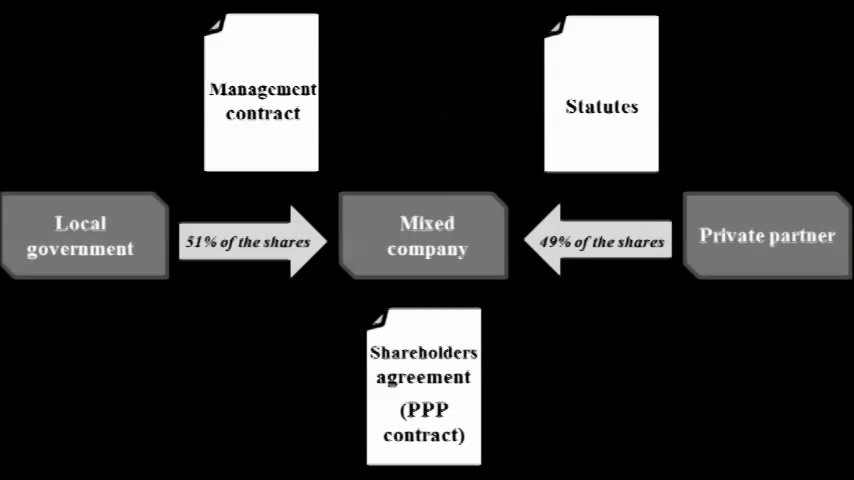 Management
contract
Statutes
Local
government
51% of the shares
Mixed
company
49% of the shares
Private partner
Shareholders
agreement
(PPP
contract)